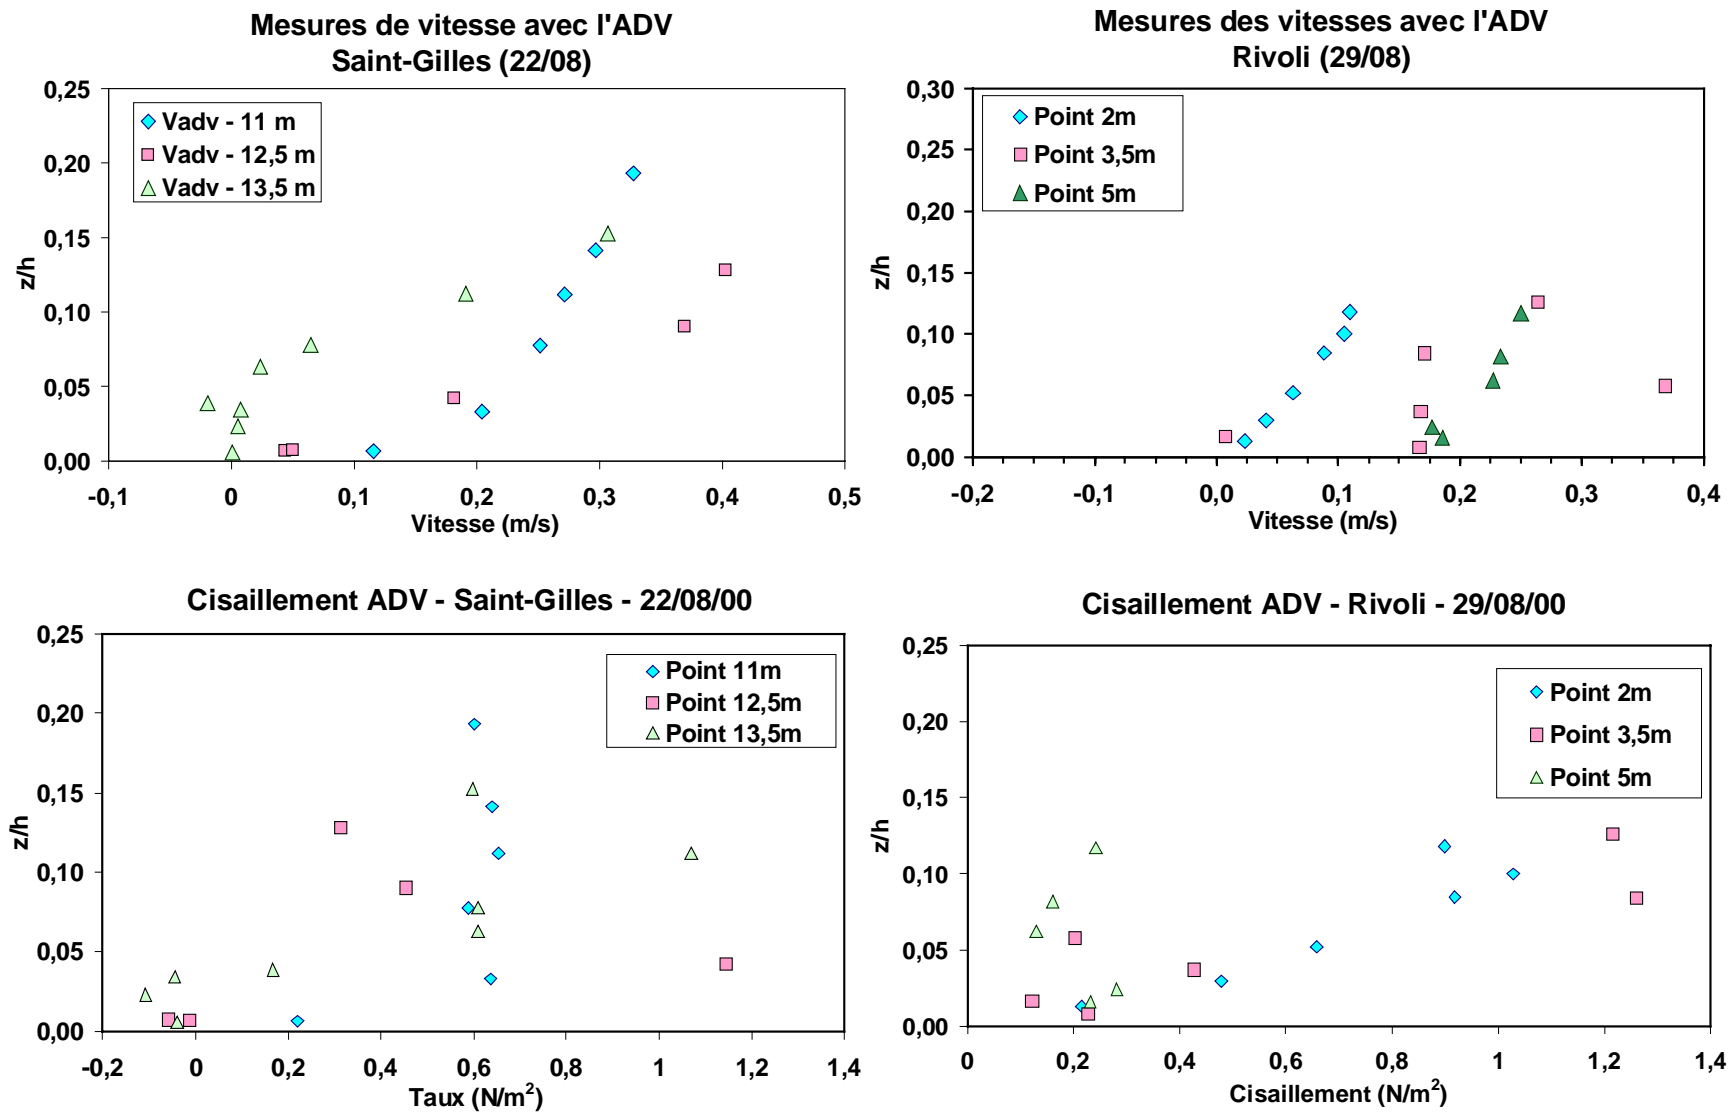 Mesures de vitesse avec l'ADV
Saint-Gilles (22/08)
0,25
0,20
0,15
0,10
0,05
0,00
z/h
Vadv - 11 m
Vadv - 12,5 m
Vadv - 13,5 m
-0,1 0 0,1 0,2 0,3 0,4 0,5
Vitesse (m/s)
Mesures des vitesses avec l'ADV
Rivoli (29/08)
0,30
0,25
0,20
0,15
0,10
0,05
0,00
z/h
Point 2m
Point 3,5m
Point 5m
-0,2 -0,1 0,0 0,1 0,2 0,3 0,4
Vitesse (m/s)
Cisaillement ADV - Saint-Gilles - 22/08/00
0,25
0,20
0,15
0,10
0,05
0,00
z/h
Point 11m
Point 12,5m
Point 13,5m
-0,2 0 0,2 0,4 0,6 0,8 1 1,2 1,4
Taux (N/m²)
Cisaillement ADV - Rivoli - 29/08/00
0,25
0,20
0,15
0,10
0,05
0,00
z/h
Point 2m
Point 3,5m
Point 5m
0 0,2 0,4 0,6 0,8 1 1,2 1,4
Cisaillement (N/m²)